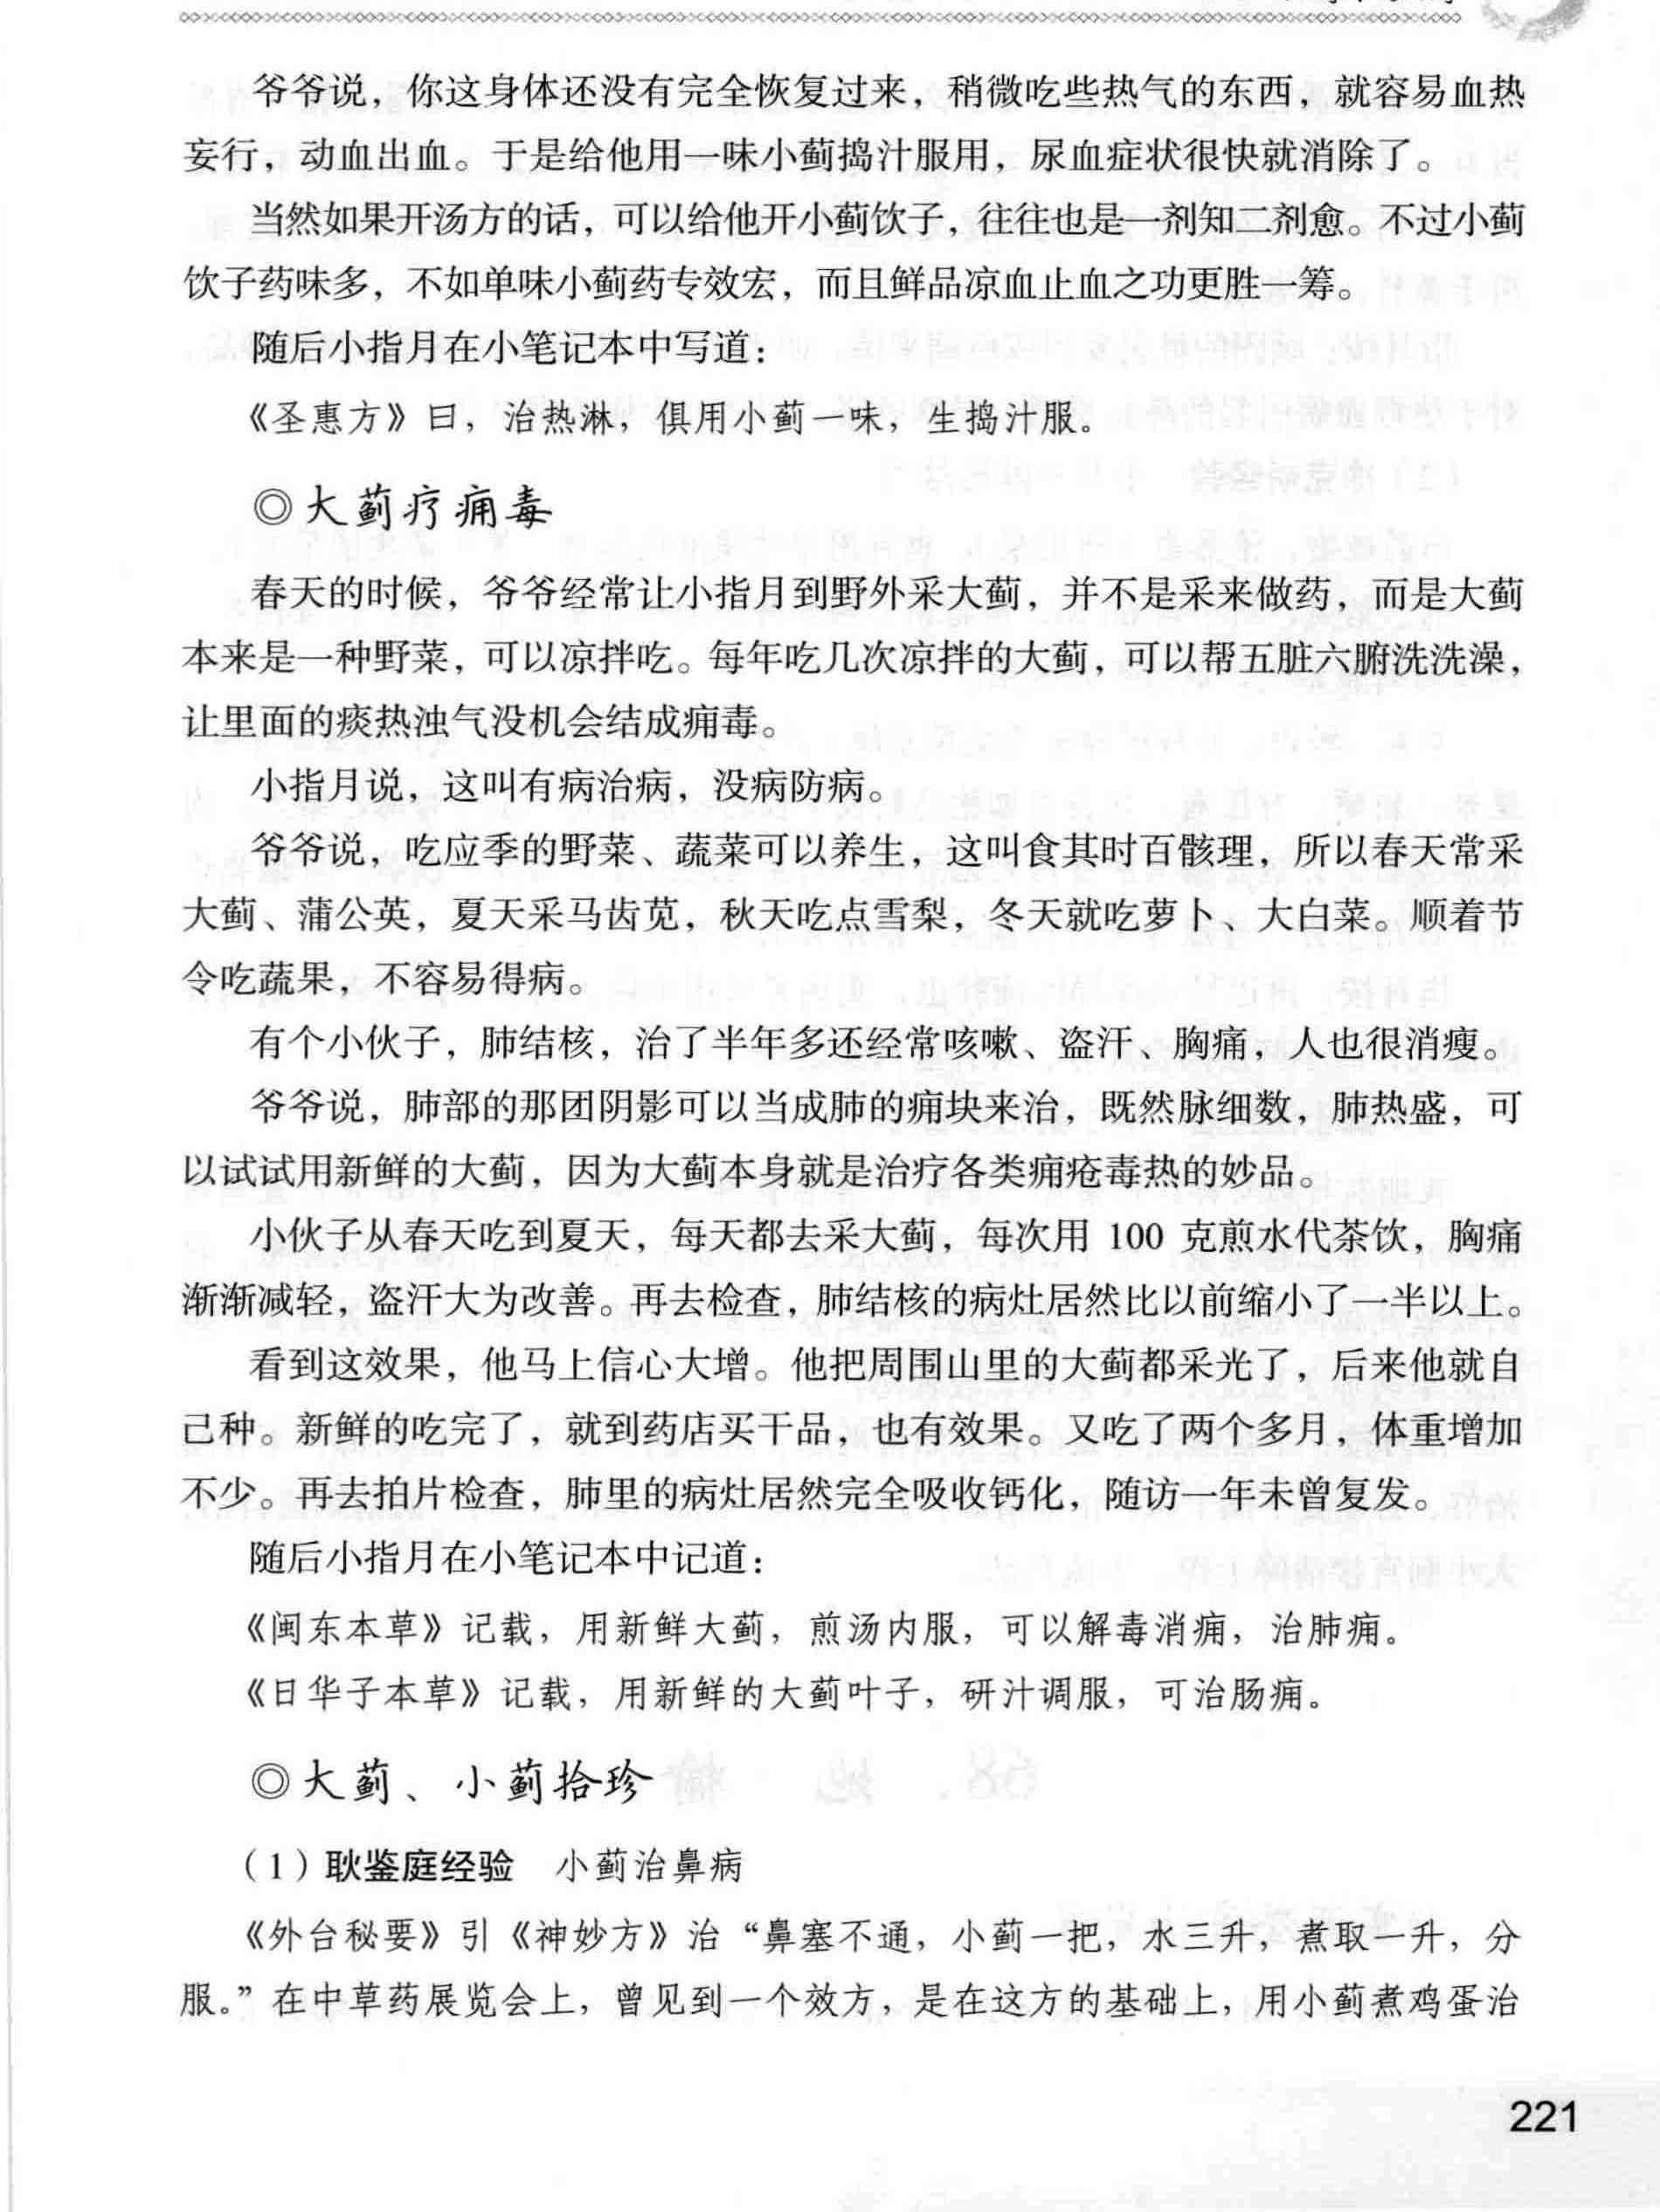 爷爷说，你这身体还没有完全恢复过来，稍微吃些热气的东西，就容易血热
妄行，动血出血。于是给他用一味小蓟捣汁服用，尿血症状很快就消除了。
当然如果开汤方的话，可以给他开小蓟饮子，往往也是一剂知二剂愈。不过小蓟
饮子药味多，不如单味小蓟药专效宏，而且鲜品凉血止血之功更胜一筹。
随后小指月在小笔记本中写道：
《圣惠方》曰，治热淋，俱用小蓟一味，生捣汁服。
◎大蓟疗痈毒
春天的时候，爷爷经常让小指月到野外采大蓟，并不是采来做药，而是大蓟
本来是一种野菜，可以凉拌吃。每年吃几次凉拌的大蓟，可以帮五脏六腑洗洗澡，
让里面的痰热浊气没机会结成痈毒。
小指月说，这叫有病治病，没病防病。
爷爷说，吃应季的野菜、蔬菜可以养生，这叫食其时百骸理，所以春天常采
大蓟、蒲公英，夏天采马齿苋，秋天吃点雪梨，冬天就吃萝卜、大白菜。顺着节
令吃蔬果，不容易得病。
有个小伙子，肺结核，治了半年多还经常咳嗽、盗汗、胸痛，人也很消瘦。
爷爷说，肺部的那团阴影可以当成肺的痈块来治，既然脉细数，肺热盛，可
以试试用新鲜的大蓟，因为大蓟本身就是治疗各类痈疮毒热的妙品。
小伙子从春天吃到夏天，每天都去采大蓟，每次用 100 克煎水代茶饮，胸痛
渐渐减轻，盗汗大为改善。再去检查，肺结核的病灶居然比以前缩小了一半以上。
看到这效果，他马上信心大增。他把周围山里的大蓟都采光了，后来他就自
己种。新鲜的吃完了，就到药店买干品，也有效果。又吃了两个多月，体重增加
不少。再去拍片检查，肺里的病灶居然完全吸收钙化，随访一年未曾复发。
随后小指月在小笔记本中记道：
《闽东本草》记载，用新鲜大蓟，煎汤内服，可以解毒消痈，治肺痈。
《日华子本草》记载，用新鲜的大蓟叶子，研汁调服，可治肠痈。
◎大蓟、小蓟拾珍
（1）耿鉴庭经验　小蓟治鼻病
《外台秘要》引《神妙方》治“鼻塞不通，小蓟一把，水三升，煮取一升，分
服。”在中草药展览会上，曾见到一个效方，是在这方的基础上，用小蓟煮鸡蛋治
221